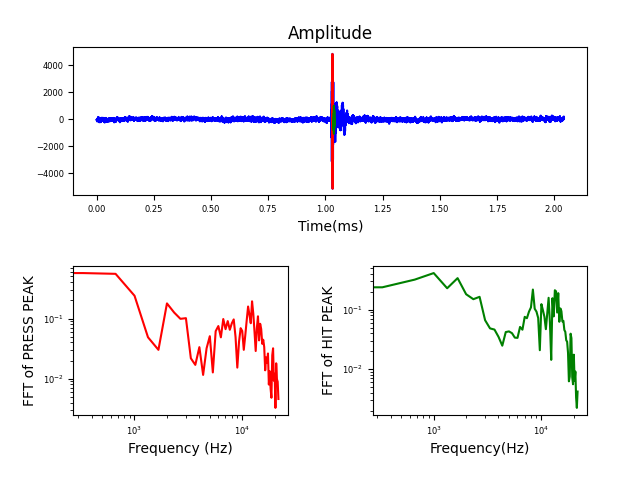 Amplitude
4000
2000
0
−2000
−4000
0.00 0.25 0.50 0.75 1.00 1.25 1.50 1.75 2.00
Time(ms)
FFT of PRESS PEAK
10⁻¹
10⁻²
10³ 10⁴
Frequency (Hz)
FFT of HIT PEAK
10⁻¹
10⁻²
10³ 10⁴
Frequency(Hz)